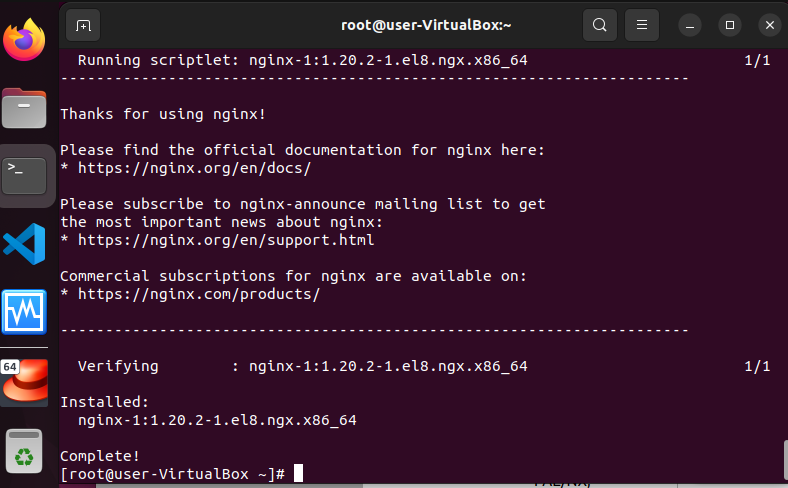 root@user-VirtualBox:~
Running scriptlet: nginx-1:1.20.2-1.el8.ngx.x86_64 1/1
----------------------------------------------------------------------
Thanks for using nginx!
Please find the official documentation for nginx here:
* https://nginx.org/en/docs/
Please subscribe to nginx-announce mailing list to get
the most important news about nginx:
* https://nginx.org/en/support.html
Commercial subscriptions for nginx are available on:
* https://nginx.com/products/
----------------------------------------------------------------------
Verifying : nginx-1:1.20.2-1.el8.ngx.x86_64 1/1
Installed:
nginx-1:1.20.2-1.el8.ngx.x86_64
Complete!
[root@user-VirtualBox ~]#
>_
64